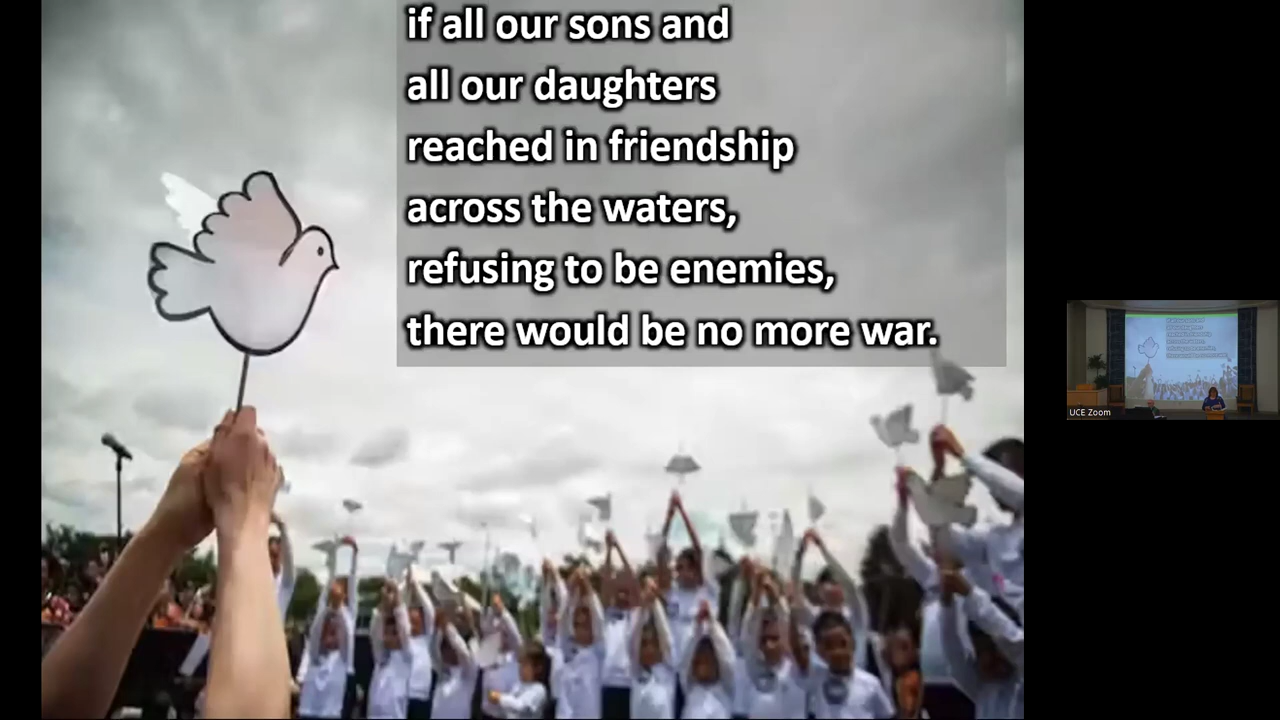 if all our sons and
all our daughters
reached in friendship
across the waters,
refusing to be enemies,
there would be no more war.
UCE Zoom